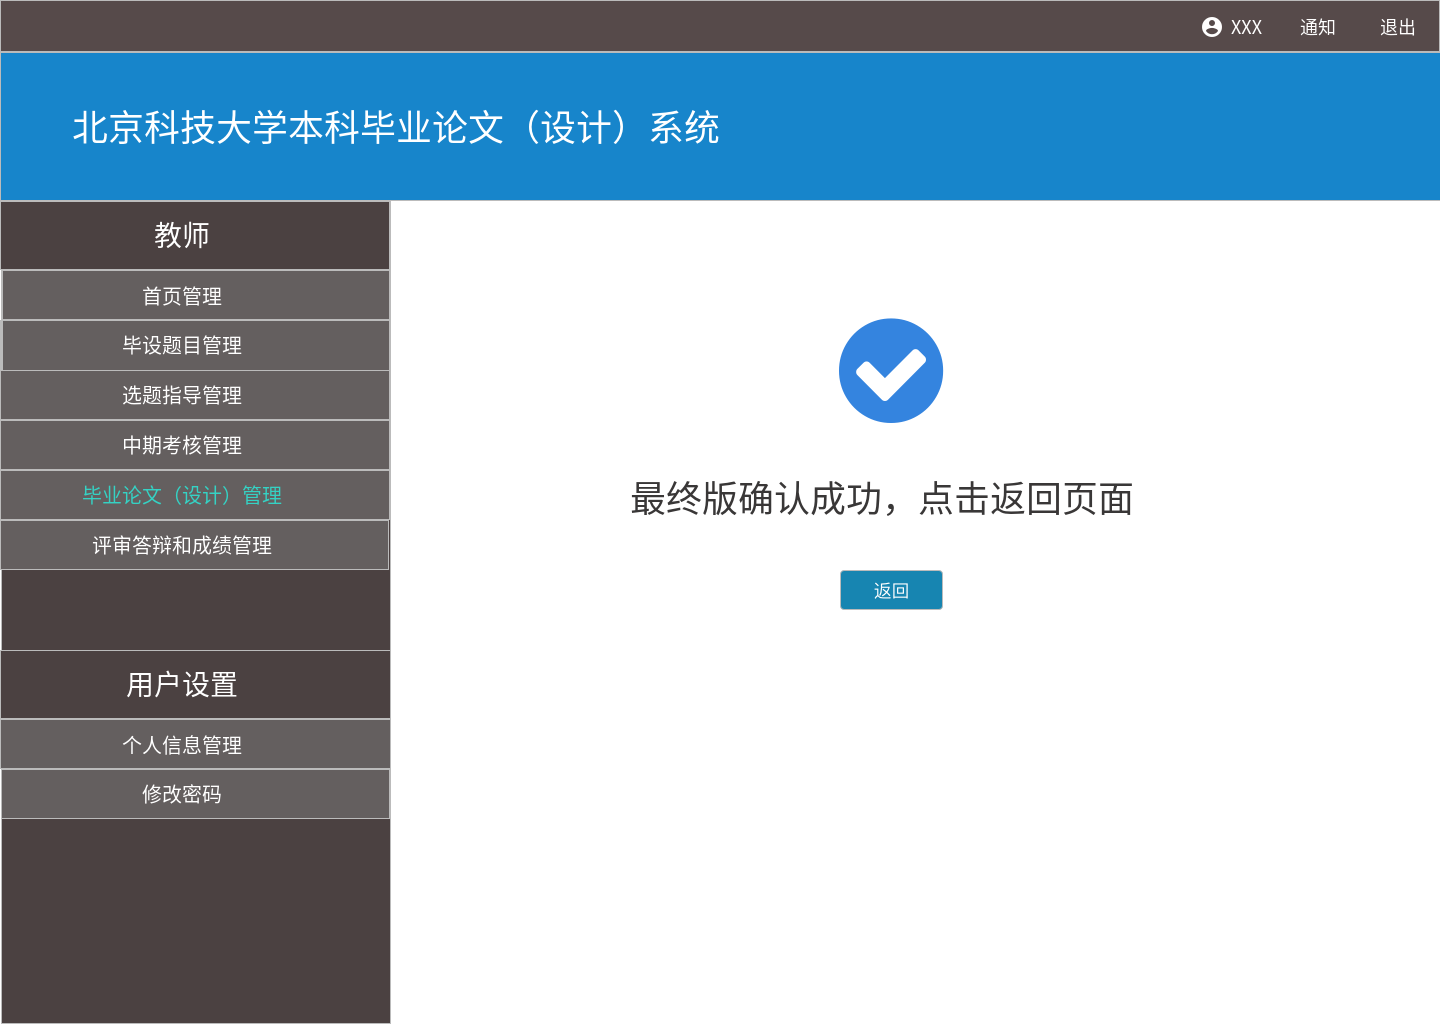 XXX 通知 退出
北京科技大学本科毕业论文（设计）系统
教师
首页管理
毕设题目管理
选题指导管理
中期考核管理
毕业论文（设计）管理
评审答辩和成绩管理
用户设置
个人信息管理
修改密码
最终版确认成功，点击返回页面
返回